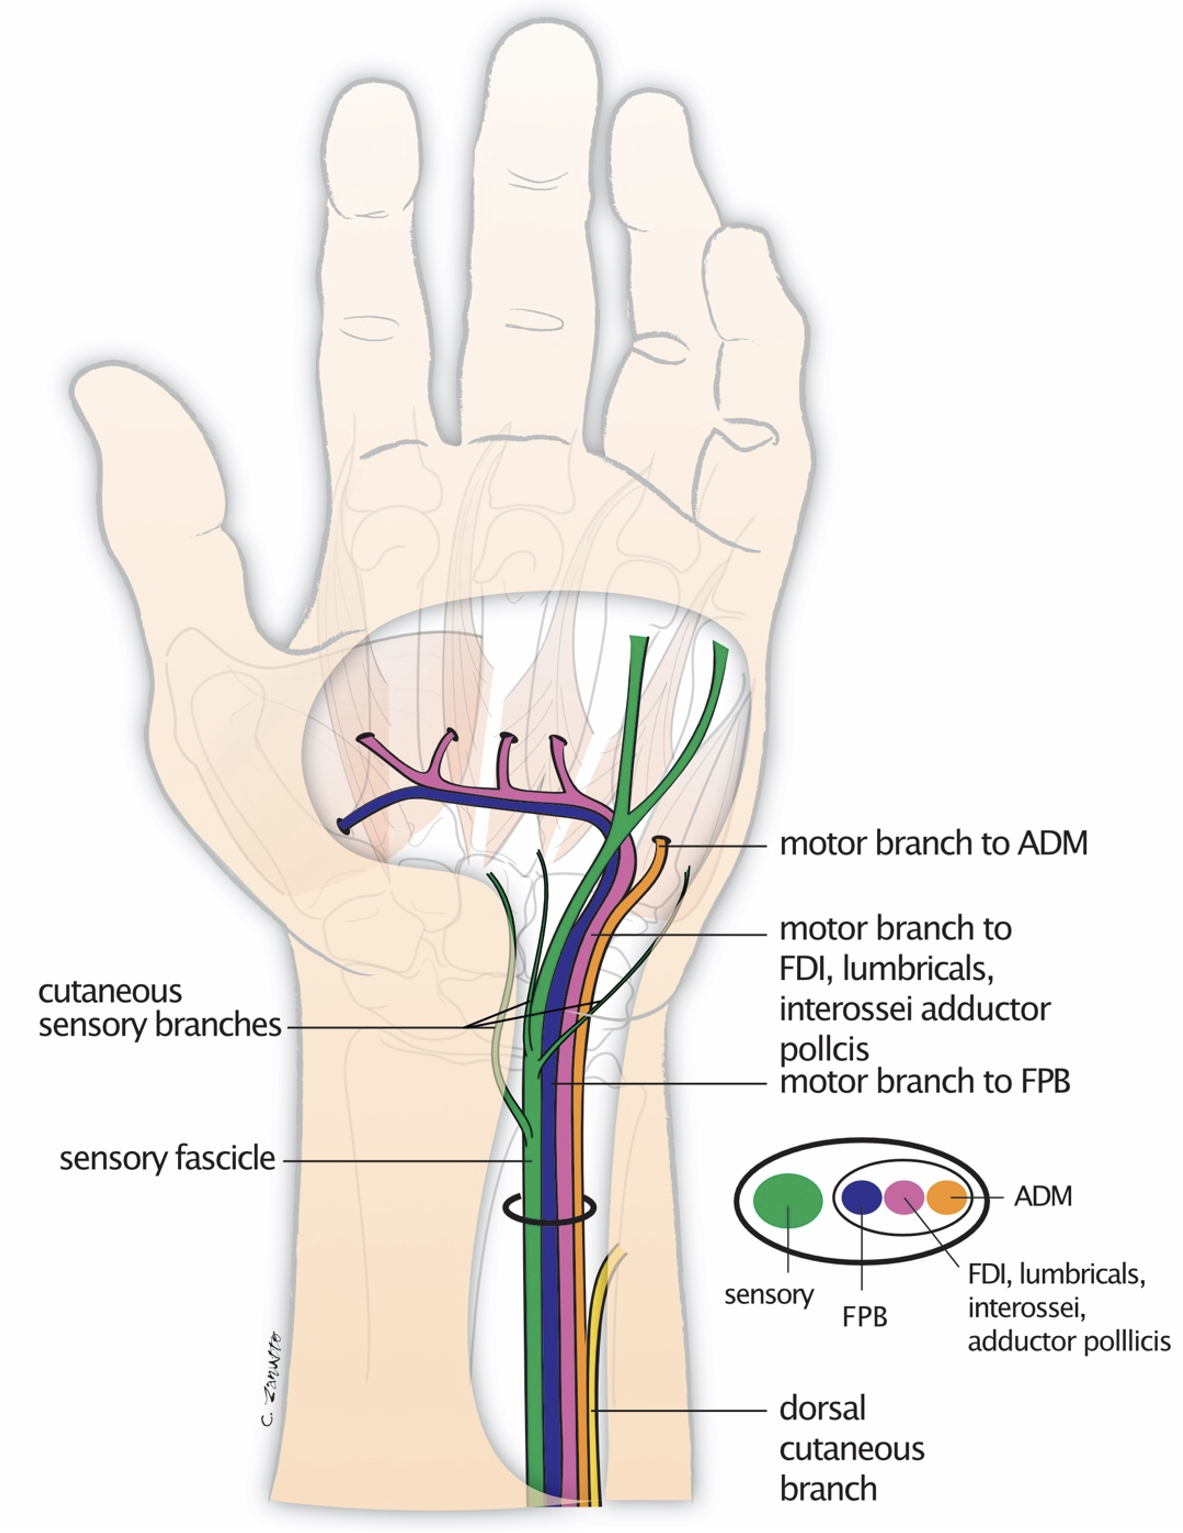 motor branch to ADM
motor branch to
FDI, lumbricals,
interossei adductor
pollcis
motor branch to FPB
cutaneous
sensory branches
sensory fascicle
ADM
sensory
FPB
FDI, lumbricals,
interossei,
adductor polllicis
dorsal
cutaneous
branch
C. Zanutto